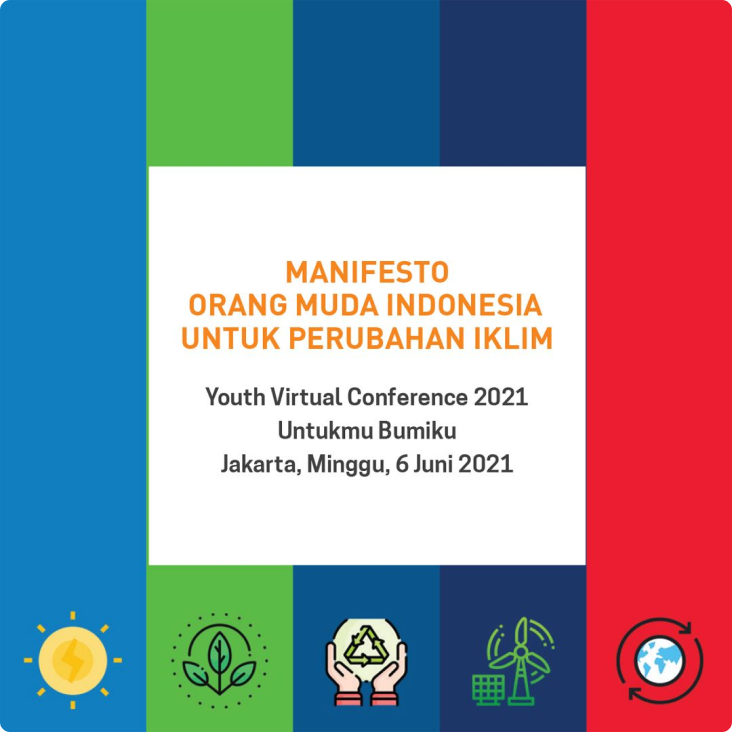 MANIFESTO
ORANG MUDA INDONESIA
UNTUK PERUBAHAN IKLIM
Youth Virtual Conference 2021
Untukmu Bumiku
Jakarta, Minggu, 6 Juni 2021